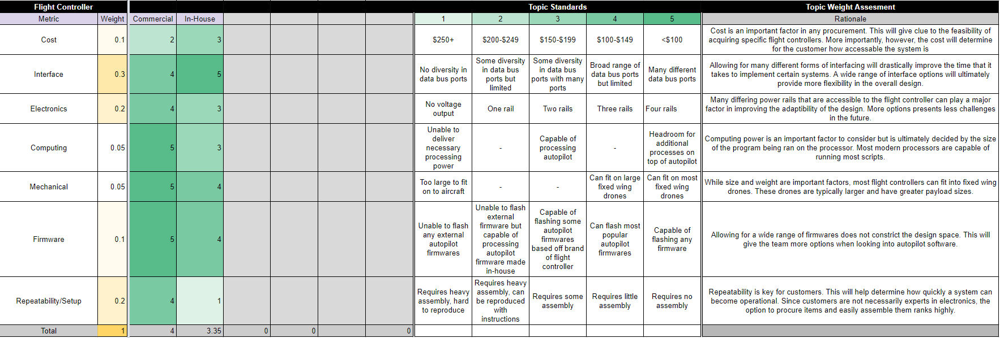 Flight Controller Topic Standards Topic Weight Assesment
Metric Weight Commercial In-House 1 2 3 4 5 Rationale
Cost 0.1 2 3 $250+ $200-$249 $150-$199 $100-$149 <$100
Cost is an important factor in any procurement. This will give clue to the feasibility of
acquiring specific flight controllers. More importantly, however, the cost will determine
for the customer how accessable the system is
Interface 0.3 4 5
No diversity in
data bus ports
Some diversity
in data bus
ports but
limited
Some diversity
in data bus
ports with many
ports
Broad range of
data bus ports
but limited
Many different
data bus ports
Allowing for many different forms of interfacing will drastically improve the time that it
takes to implement certain systems. A wide range of interface options will ultimately
provide more flexibility in the overall design.
Electronics 0.2 4 3
No voltage
output
One rail
Two rails
Three rails
Four rails
Many differing power rails that are accessible to the flight controller can play a major
factor in improving the adaptibility of the design. More options presents less challenges
in the future.
Computing 0.05 5 3
Unable to
deliver
necessary
processing
power
-
Capable of
processing
autopilot
-
Headroom for
additional
processes on
top of autopilot
Computing power is an important factor to consider but is ultimately decided by the size
of the program being ran on the processor. Most modern processors are capable of
running most scripts.
Mechanical 0.05 5 4
Too large to fit
on to aircraft
-
-
Can fit on large
fixed wing
drones
Can fit on most
fixed wing
drones
While size and weight are important factors, most flight controllers can fit into fixed wing
drones. These drones are typically larger and have greater payload sizes.
Firmware 0.1 5 4
Unable to flash
any external
autopilot
firmwares
Unable to flash
external
firmware but
capable of
processing
autopilot
firmware made
in-house
Capable of
flashing some
autopilot
firmwares
based off brand
of flight
controller
Can flash most
popular
autopilot
firmwares
Capable of
flashing any
firmware
Allowing for a wide range of firmwares does not constrict the design space. This will
give the team more options when looking into autopilot software.
Repeatability/Setup 0.2 4 1
Requires heavy
assembly, hard
to reproduce
Requires heavy
assembly, can
be reproduced
with
instructions
Requires some
assembly
Requires little
assembly
Requires no
assembly
Repeatability is key for customers. This will help determine how quickly a system can
become operational. Since customers are not necessarily experts in electronics, the
option to procure items and easily assemble them ranks highly.
Total 1 4 3.35 0 0 0